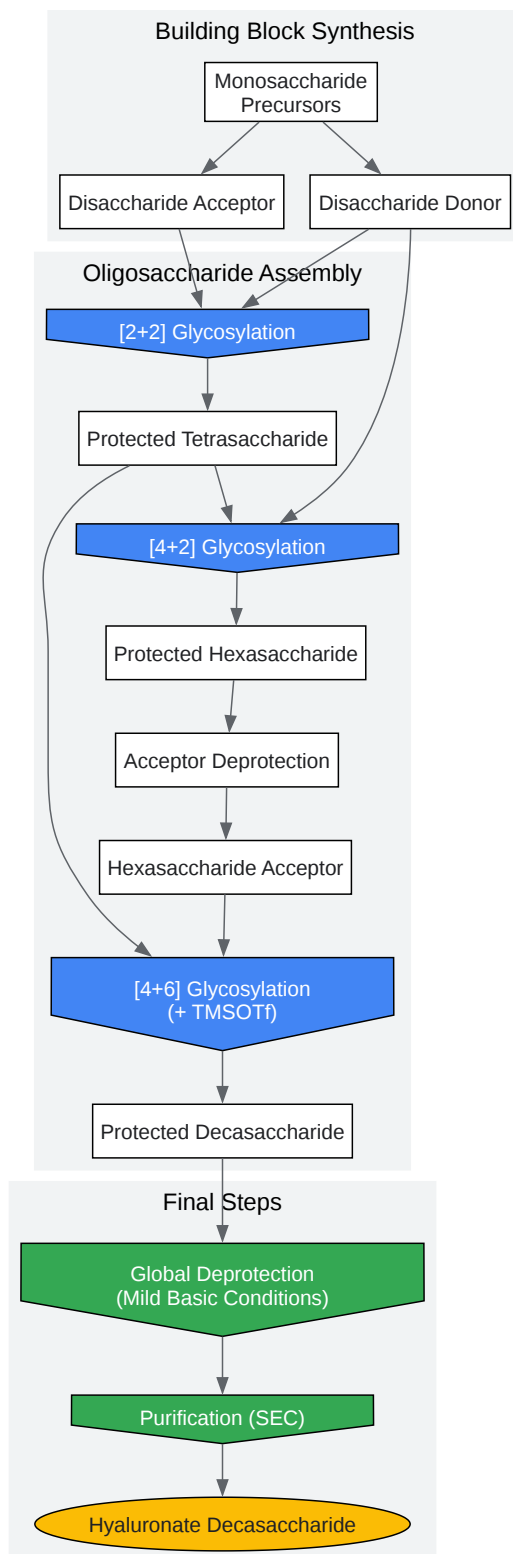 Building Block Synthesis
Monosaccharide
Precursors
Disaccharide Acceptor
Disaccharide Donor
Oligosaccharide Assembly
[2+2] Glycosylation
Protected Tetrasaccharide
[4+2] Glycosylation
Protected Hexasaccharide
Acceptor Deprotection
Hexasaccharide Acceptor
[4+6] Glycosylation
(+ TMSOTf)
Protected Decasaccharide
Final Steps
Global Deprotection
(Mild Basic Conditions)
Purification (SEC)
Hyaluronate Decasaccharide